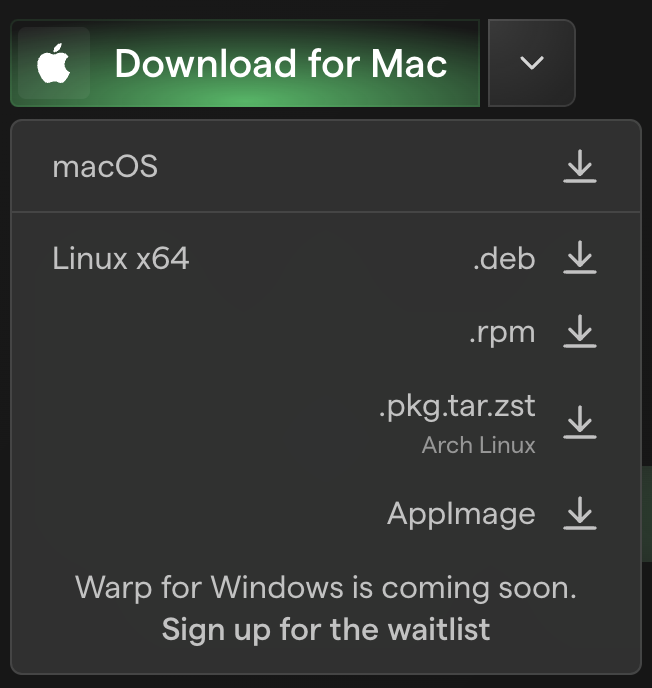 Download for Mac
macOS
Linux x64 .deb
.rpm
.pkg.tar.zst
Arch Linux
AppImage
Warp for Windows is coming soon.
Sign up for the waitlist